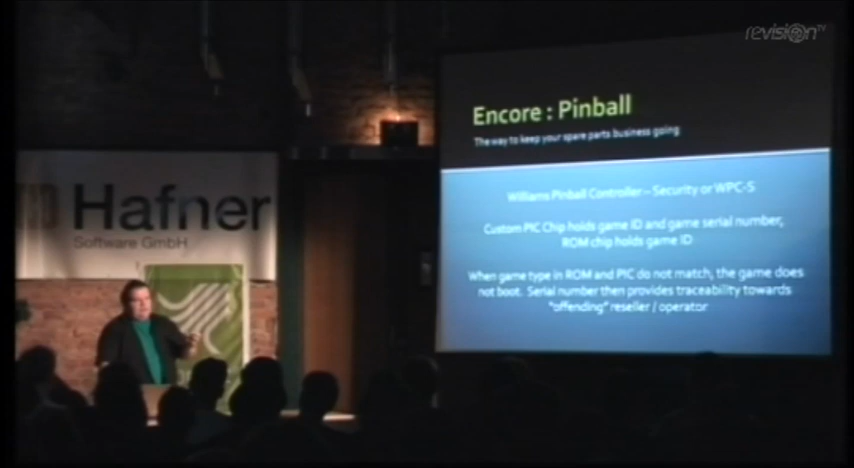 revisionTV
Hafner
Software GmbH
Encore : Pinball
The way to keep your spare parts business going
Williams Pinball Controller – Security or WPC-S
Custom PIC Chip holds game ID and game serial number,
ROM chip holds game ID
When game type in ROM and PIC do not match, the game does
not boot. Serial number then provides traceability towards
"offending" reseller / operator